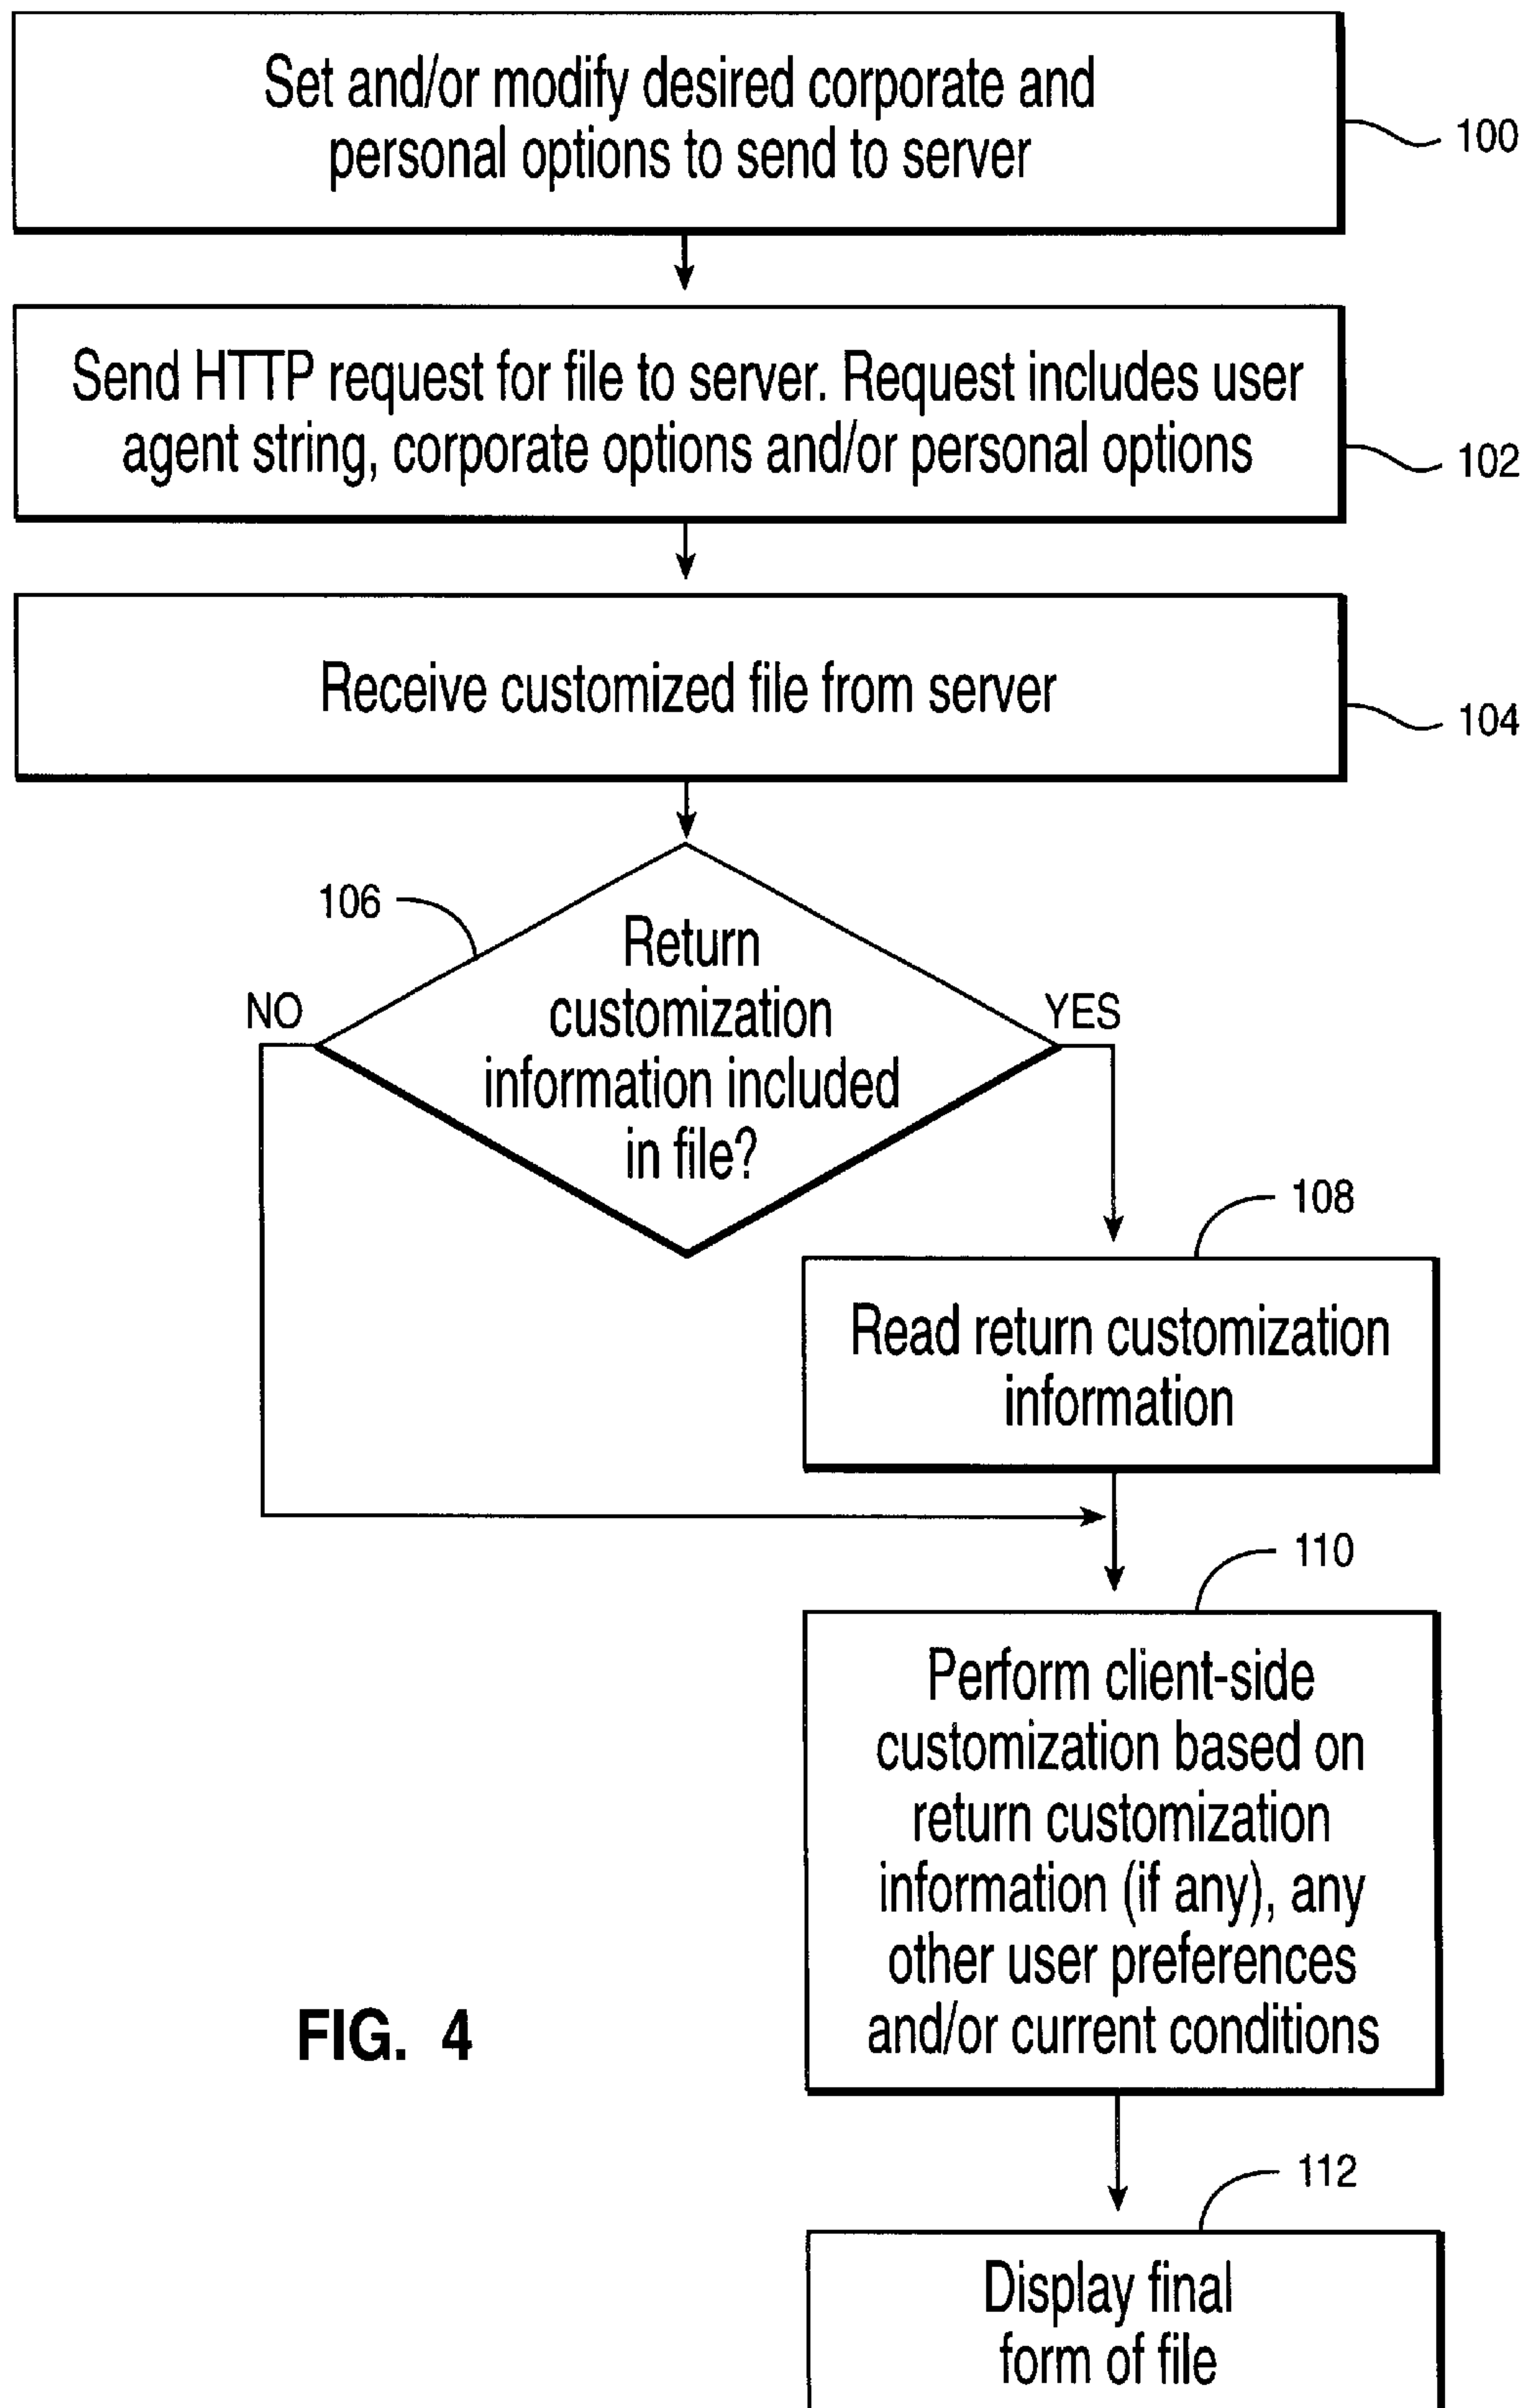 Set and/or modify desired corporate and
personal options to send to server
100
Send HTTP request for file to server. Request includes user
agent string, corporate options and/or personal options
102
Receive customized file from server
104
106
Return
customization
information included
in file?
NO
YES
108
Read return customization
information
110
Perform client-side
customization based on
return customization
information (if any), any
other user preferences
and/or current conditions
FIG. 4
112
Display final
form of file